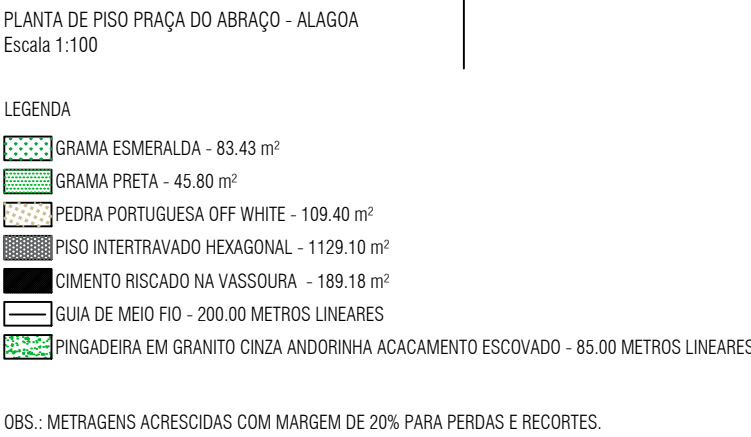 PLANTA DE PISO PRAÇA DO ABRAÇO - ALAGOA
Escala 1:100
LEGENDA
GRAMA ESMERALDA - 83.43 m²
GRAMA PRETA - 45.80 m²
PEDRA PORTUGUESA OFF WHITE - 109.40 m²
PISO INTERTRAVADO HEXAGONAL - 1129.10 m²
CIMENTO RISCADO NA VASSOURA - 189.18 m²
GUIA DE MEIO FIO - 200.00 METROS LINEARES
PINGADEIRA EM GRANITO CINZA ANDORINHA ACACAMENTO ESCOVADO - 85.00 METROS LINEARES
OBS.: METRAGENS ACRESCIDAS COM MARGEM DE 20% PARA PERDAS E RECORTES.